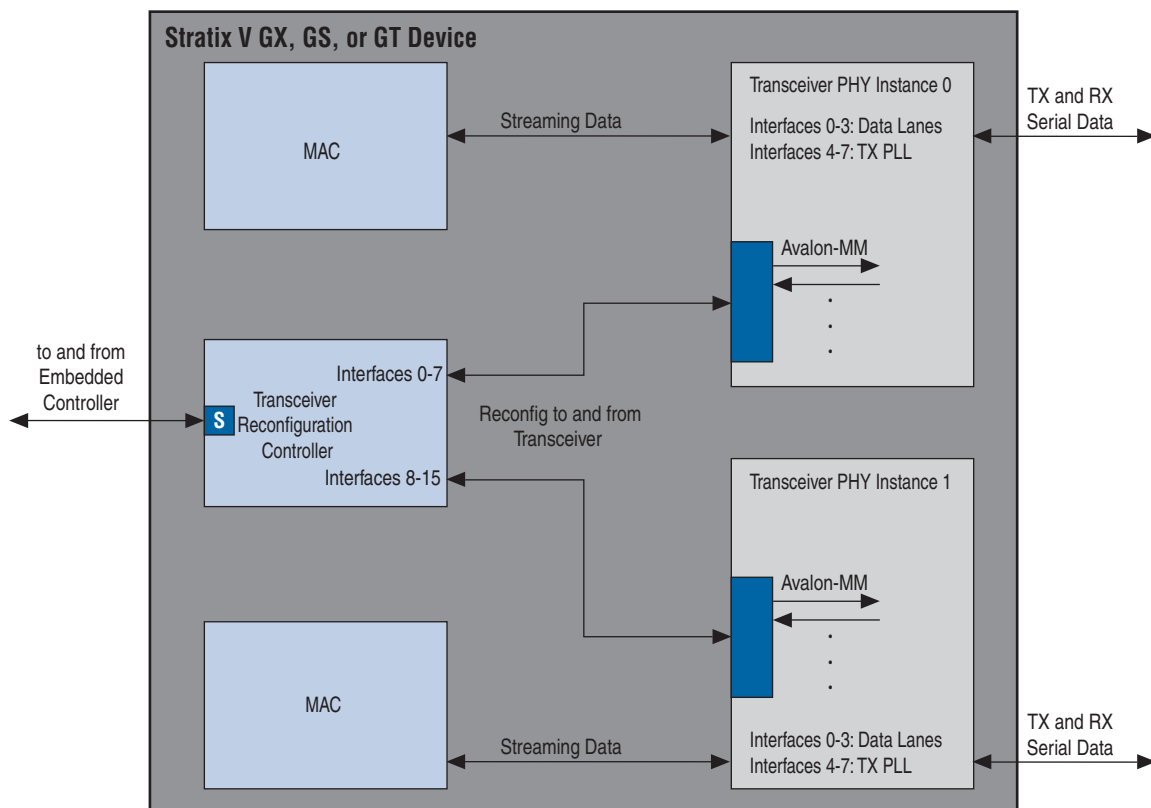 Stratix V GX, GS, or GT Device
MAC
Streaming Data
Transceiver PHY Instance 0
Interfaces 0-3: Data Lanes
Interfaces 4-7: TX PLL
TX and RX
Serial Data
Avalon-MM
to and from
Embedded
Controller
S
Interfaces 0-7
Transceiver
Reconfiguration
Controller
Interfaces 8-15
Reconfig to and from
Transceiver
Transceiver PHY Instance 1
Avalon-MM
MAC
Streaming Data
Interfaces 0-3: Data Lanes
Interfaces 4-7: TX PLL
TX and RX
Serial Data